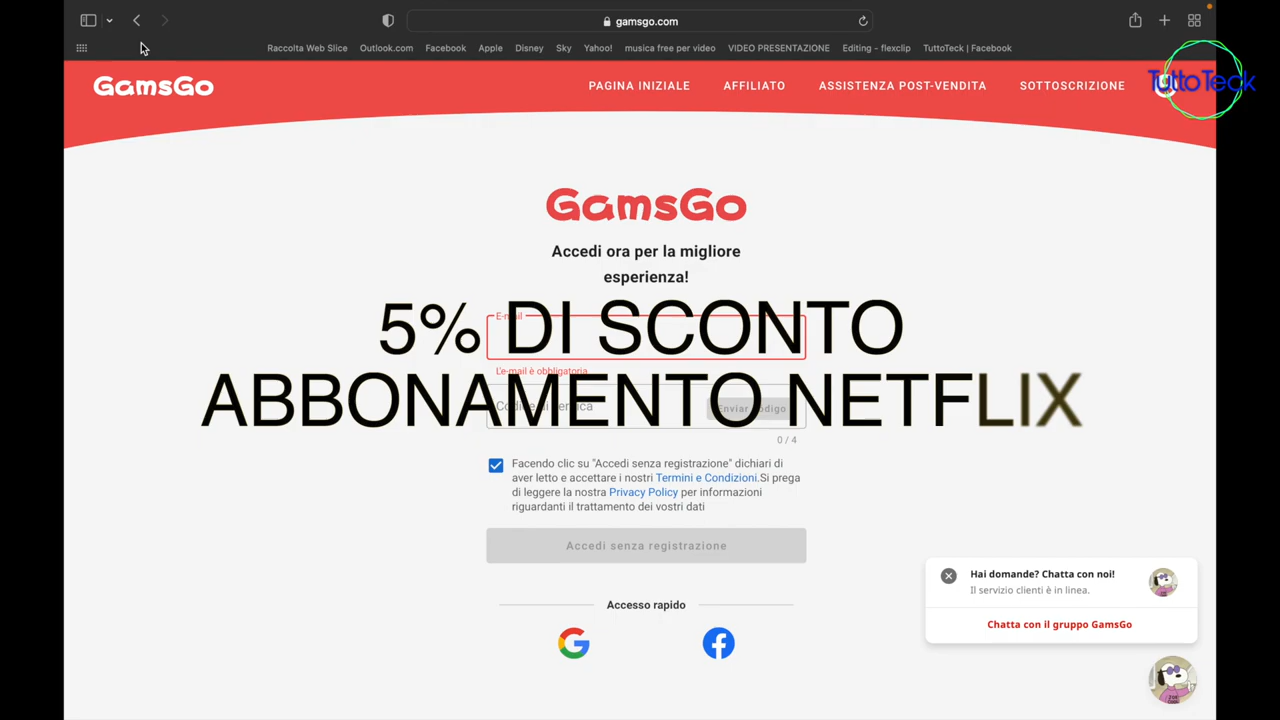 gamsgo.com
Raccolta Web Slice Outlook.com Facebook Apple Disney Sky Yahoo! musica free per video VIDEO PRESENTAZIONE Editing - flexclip TuttoTeck | Facebook
GamsGo PAGINA INIZIALE AFFILIATO ASSISTENZA POST-VENDITA SOTTOSCRIZIONE TuttoTeck
GamsGo
Accedi ora per la migliore
esperienza!
E-mail
5% DI SCONTO
L'e-mail è obbligatoria
ABBONAMENTO NETFLIX
Codice di verifica Enviar código
0 / 4
Facendo clic su "Accedi senza registrazione" dichiari di
aver letto e accettare i nostri Termini e Condizioni.Si prega
di leggere la nostra Privacy Policy per informazioni
riguardanti il trattamento dei vostri dati
Accedi senza registrazione
Accesso rapido
Hai domande? Chatta con noi!
Il servizio clienti è in linea.
Chatta con il gruppo GamsGo